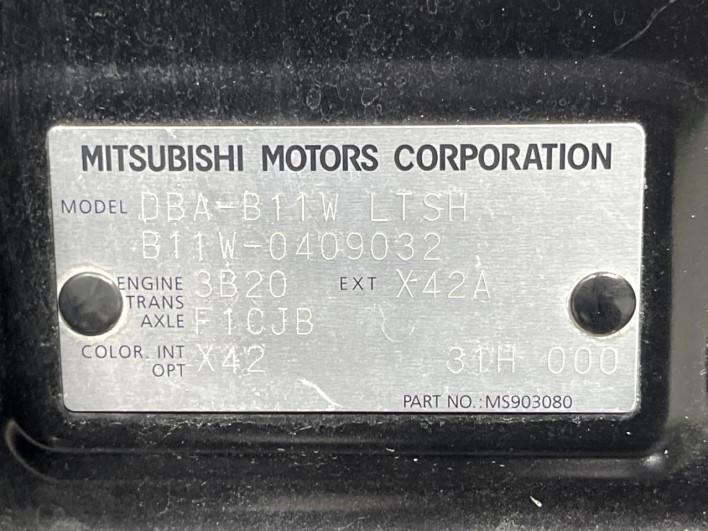 MITSUBISHI MOTORS CORPORATION
MODEL DBA-B11W LTSH
B11W-0409032
ENGINE 3B20 EXT X42A
TRANS
AXLE F1CJB
COLOR. INT X42 31H 000
OPT
PART NO.:MS903080